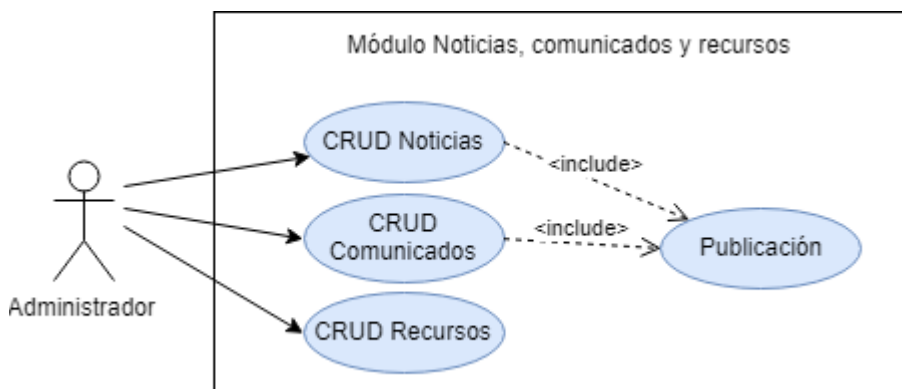 Módulo Noticias, comunicados y recursos
CRUD Noticias
<include>
CRUD
Comunicados
<include>
Publicación
CRUD Recursos
Administrador